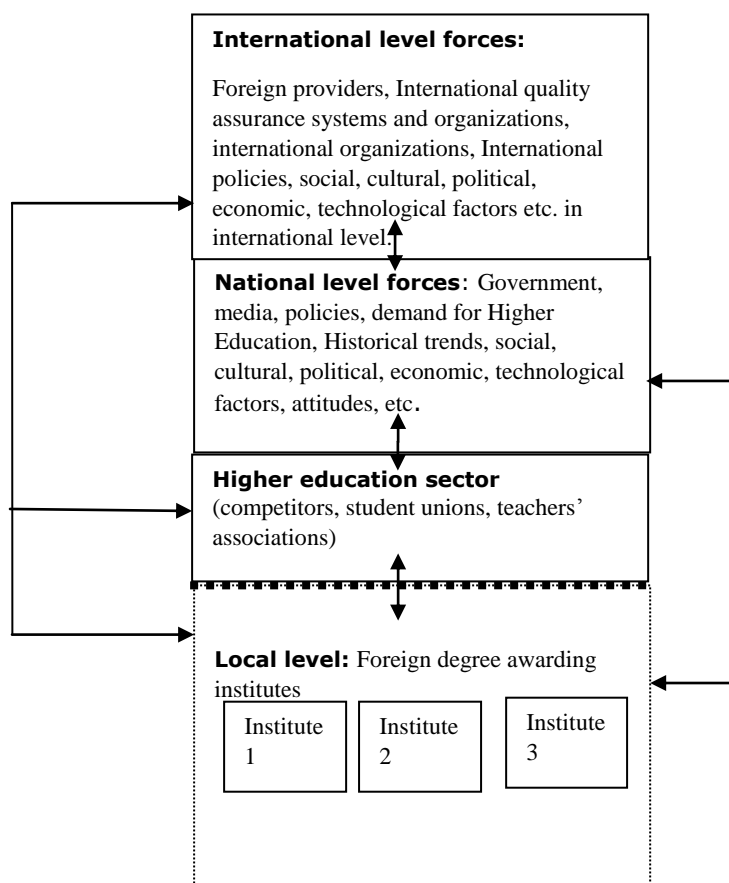 International level forces:
Foreign providers, International quality
assurance systems and organizations,
international organizations, International
policies, social, cultural, political,
economic, technological factors etc. in
international level.
National level forces: Government,
media, policies, demand for Higher
Education, Historical trends, social,
cultural, political, economic, technological
factors, attitudes, etc.
Higher education sector
(competitors, student unions, teachers’
associations)
Local level: Foreign degree awarding
institutes
Institute
1
Institute
2
Institute
3